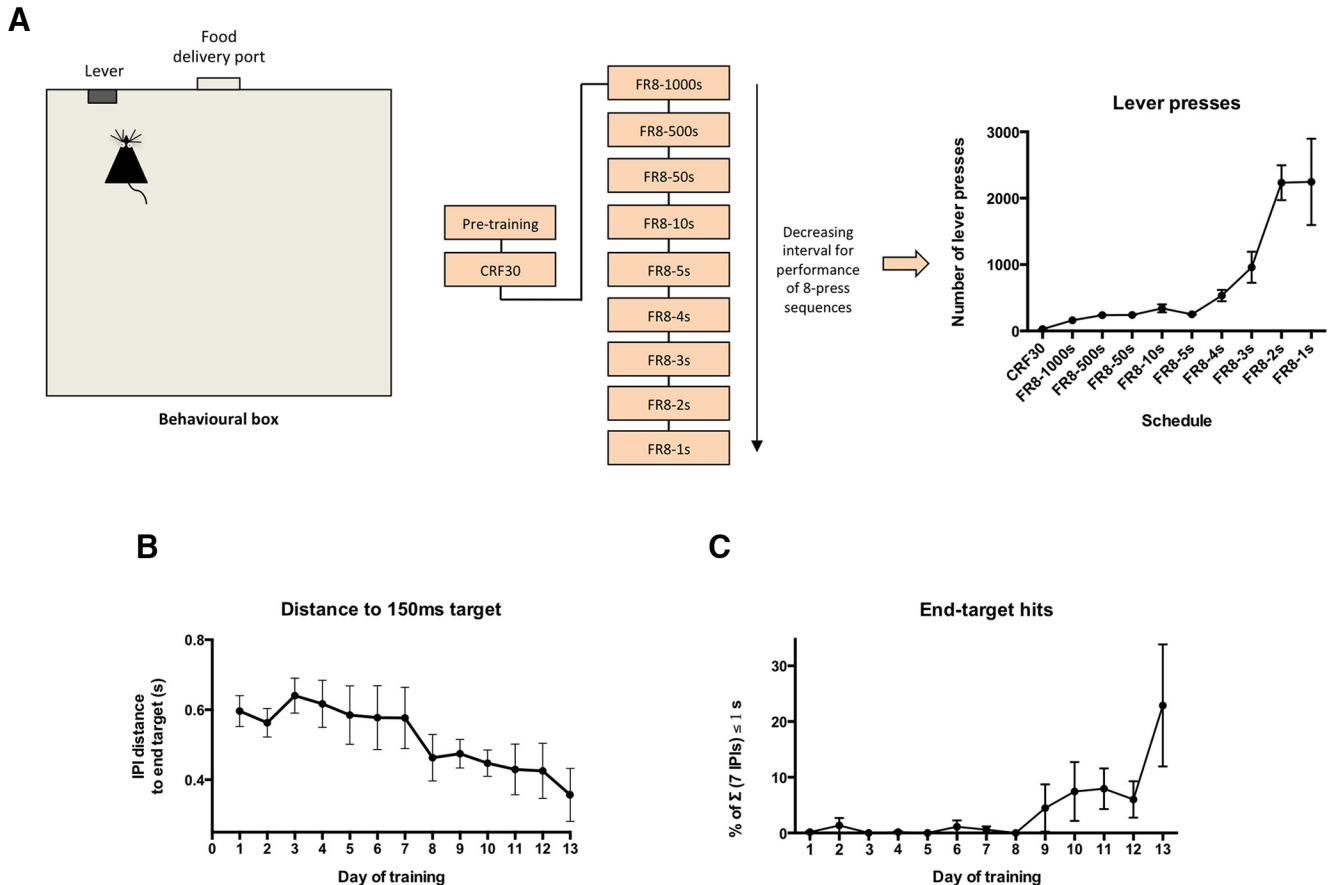 A
Lever
Food
delivery port
Behavioural box
Pre-training
CRF30
FR8-1000s
FR8-500s
FR8-50s
FR8-10s
FR8-5s
FR8-4s
FR8-3s
FR8-2s
FR8-1s
Decreasing
interval for
performance
of 8-press
sequences
Lever presses
Number of lever presses
3000
2000
1000
0
CRF30
FR8-1000s
FR8-500s
FR8-50s
FR8-10s
FR8-5s
FR8-4s
FR8-3s
FR8-2s
FR8-1s
Schedule
B
Distance to 150ms target
IPI distance
to end target (s)
0.8
0.6
0.4
0 1 2 3 4 5 6 7 8 9 10 11 12 13
Day of training
C
End-target hits
% of Σ (7 IPIs) ≤ 1 s
30
20
10
0
1 2 3 4 5 6 7 8 9 10 11 12 13
Day of training